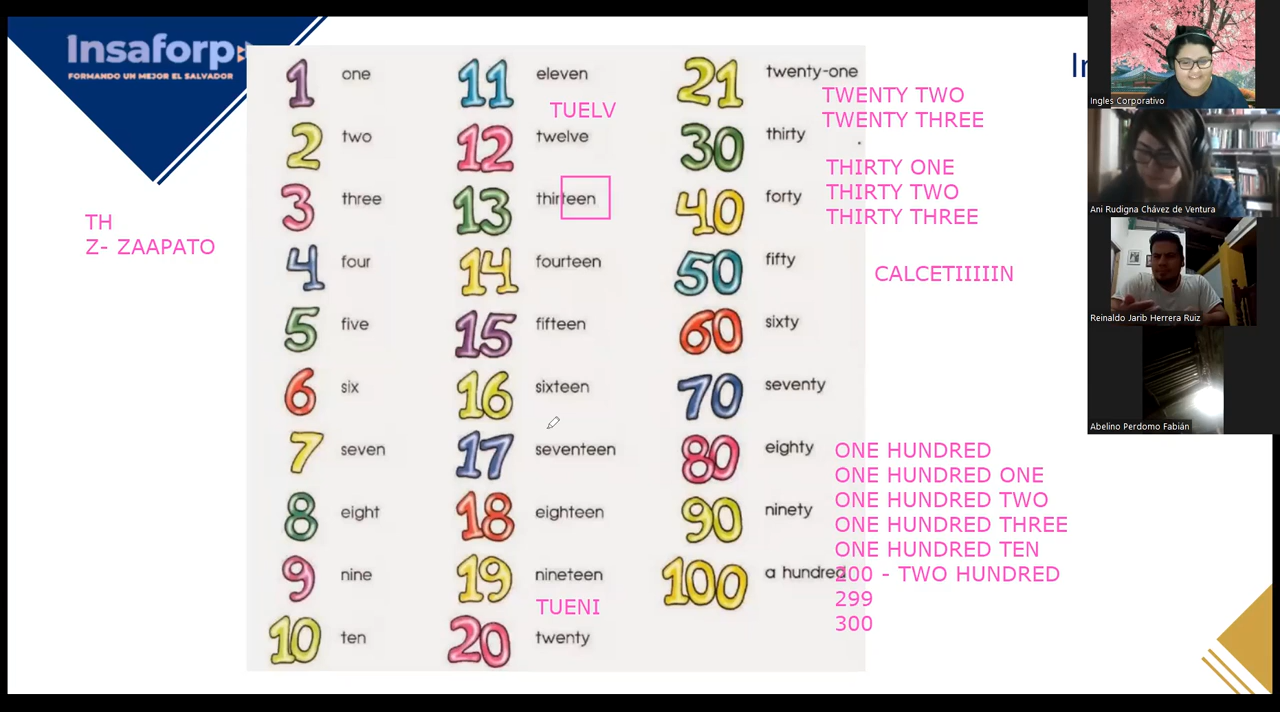 Insaforp
FORMANDO UN MEJOR EL SALVADOR
1 one
2 two
3 three
4 four
5 five
6 six
7 seven
8 eight
9 nine
10 ten
11 eleven
TUELV
12 twelve
13 thirteen
14 fourteen
15 fifteen
16 sixteen
17 seventeen
18 eighteen
19 nineteen
TUENI
20 twenty
21 twenty-one
30 thirty
40 forty
50 fifty
60 sixty
70 seventy
80 eighty
90 ninety
100 a hundred
TH
Z- ZAAPATO
TWENTY TWO
TWENTY THREE
THIRTY ONE
THIRTY TWO
THIRTY THREE
CALCETIIIIIN
ONE HUNDRED
ONE HUNDRED ONE
ONE HUNDRED TWO
ONE HUNDRED THREE
ONE HUNDRED TEN
200 - TWO HUNDRED
299
300
Ingles Corporativo
Ani Rudigna Chávez de Ventura
Reinaldo Jarib Herrera Ruiz
Abelino Perdomo Fabián